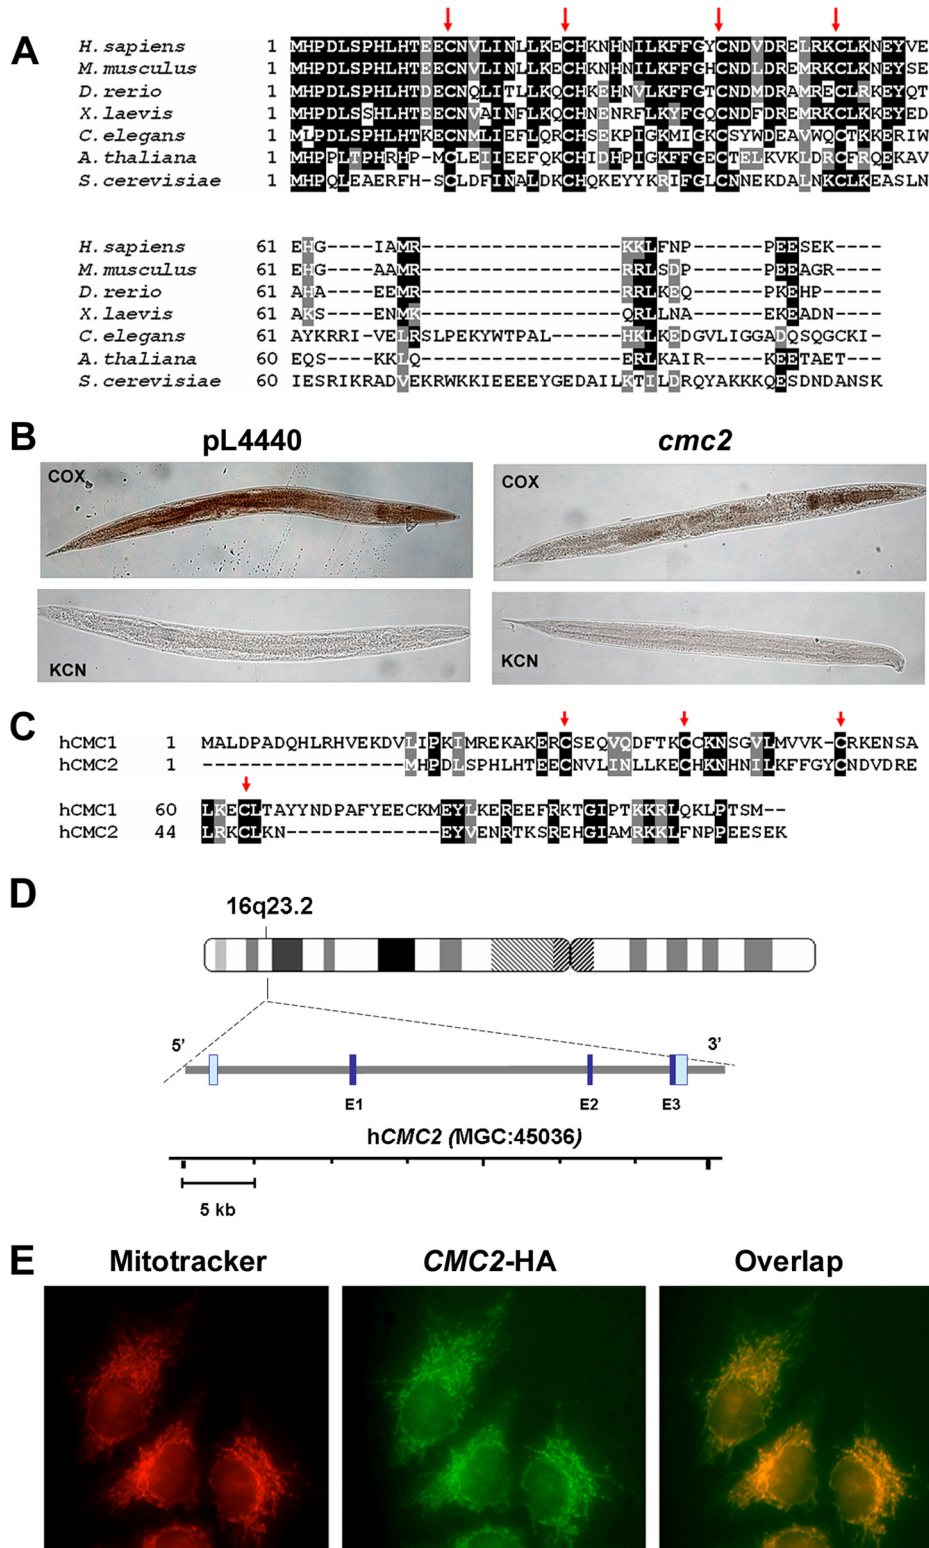 A
H.sapiens 1 MHPDLSPHLHTEECNVLINLLKECHKNHNILKFFGYCNDVDRELRKCLKNEYVE
M.musculus 1 MHPDLSPHLHTEECNVLINLLKECHKNHNILKFFGHCNDLDREMRKCLKNEYSE
D.rerio 1 MHPDLSPHLHTEECNQLITLLKQCHKEHNVLKFFGTCNDMDRAMRECLRKEYQT
X.laevis 1 MHPDLSSHLHTEECNVAINFLKQCHNENRFLKYFGQCNDFDREMRKCLKKEYED
C.elegans 1 MLPDLSPHLHTKECNMLIEFLQRCHSEKPIGKMIGKCSYWDEAVWQCTKKERIW
A.thaliana 1 MHPPLTPHRHP-MCLEIIEEFQKCHIDHPIGKFFGECTELKVKLDRCFRQEKAV
S.cerevisiae 1 MHPQLEAERFH-SCLDFINALDKCHQKEYYKRIFGLCNNEKDALNKCLKEASLN
H.sapiens 61 EHG----IAMR-----------------KKLFNP------PEESEK----
M.musculus 61 EHG----AAMR-----------------RRLSDP------PEEAGR----
D.rerio 61 AHA----EEMR-----------------RRLKEQ------PKEHP-----
X.laevis 61 AKS----ENMK-----------------QRLLNA------EKEADN----
C.elegans 61 AYKRRI-VELRSLPEKYWTPAL------HKLKEDGVLIGGADQSQGCKI-
A.thaliana 60 EQS----KKLQ-----------------ERLKAIR-----KEETAET---
S.cerevisiae 60 IESRIKRADVEKRWKKIEEEEYGEDAILKTILDRQYAKKKQESDNDANSK
B
pL4440 cmc2
COX COX
KCN KCN
C
hCMC1 1 MALDPADQHLRHVEKDVLIPKIMREKAKERCSEQVQDFTKCCKNSGVLMVVK-CRKENSA
hCMC2 1 -----------------MHPDLSPHLHTEECNVLINLLKECHKNHNILKFFGYCNDVDRE
hCMC1 60 LKECLTAYYNDPAFYEECKMEYLKEREEFRKTGIPTKKRLQKLPTSM--
hCMC2 44 LRKCLKN-------------EYVENRTKSREHGIAMRKKLFNPPEESEK
D
16q23.2
5’ 3’
E1 E2 E3
hCMC2 (MGC:45036)
5 kb
E
Mitotracker CMC2-HA Overlap